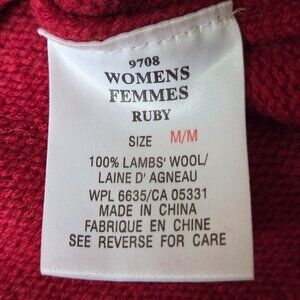 9708
WOMENS
FEMMES
RUBY
SIZE M/M
100% LAMBS' WOOL/
LAINE D' AGNEAU
WPL 6635/CA 05331
MADE IN CHINA
FABRIQUE EN CHINE
SEE REVERSE FOR CARE